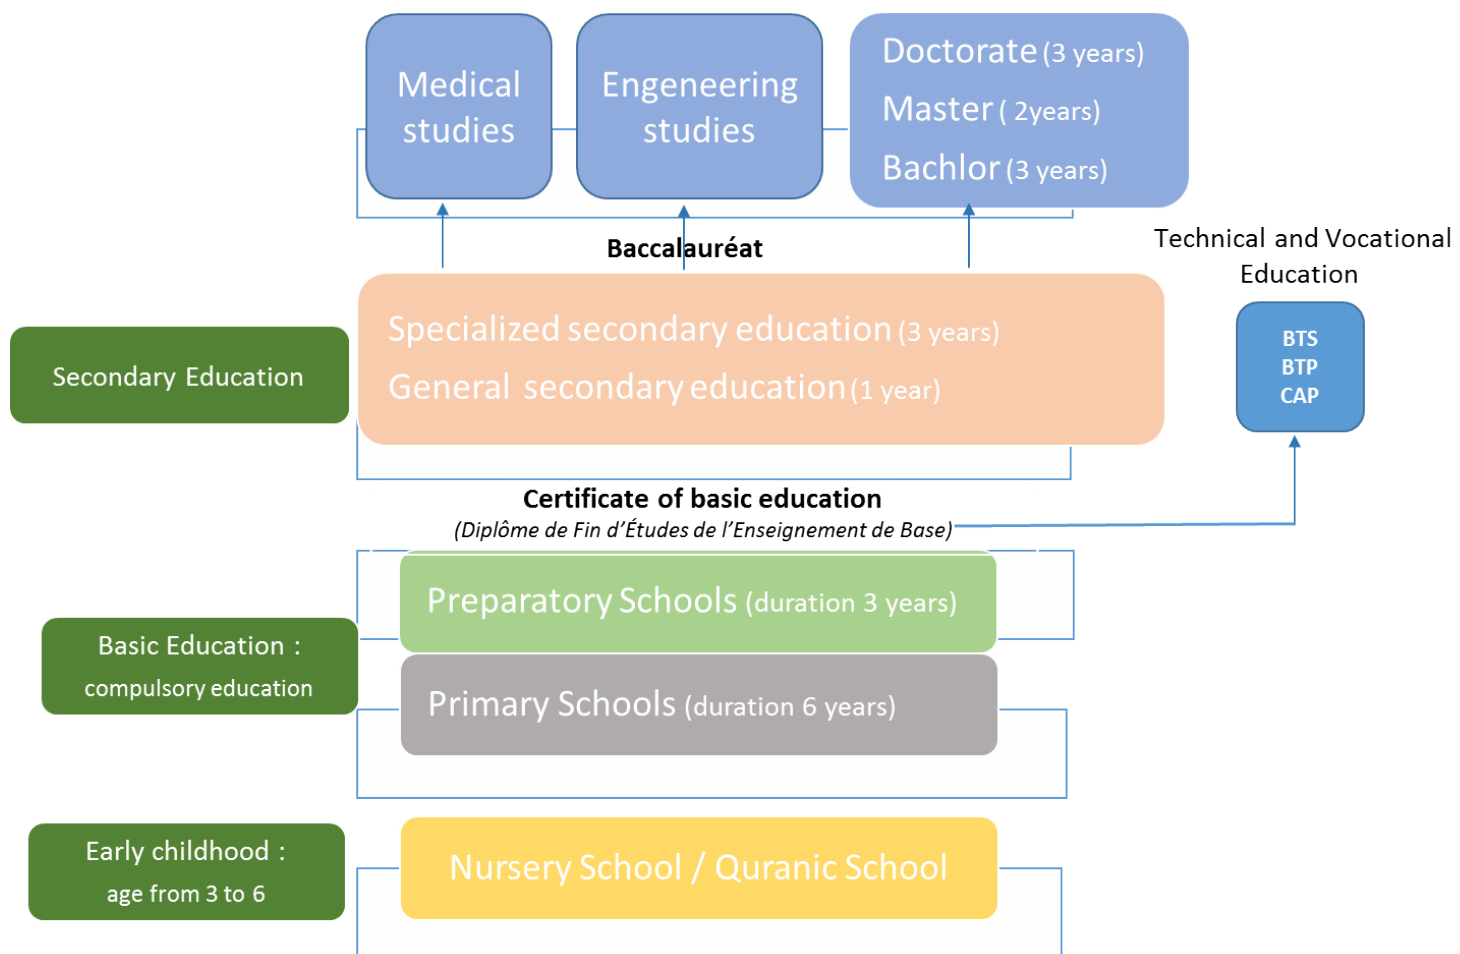 Medical
studies
Engeneering
studies
Doctorate (3 years)
Master ( 2years)
Bachlor (3 years)
Baccalauréat
Technical and Vocational
Education
BTS
BTP
CAP
Secondary Education
Specialized secondary education (3 years)
General secondary education (1 year)
Certificate of basic education
(Diplôme de Fin d’Études de l’Enseignement de Base)
Preparatory Schools (duration 3 years)
Basic Education :
compulsory education
Primary Schools (duration 6 years)
Early childhood :
age from 3 to 6
Nursery School / Quranic School